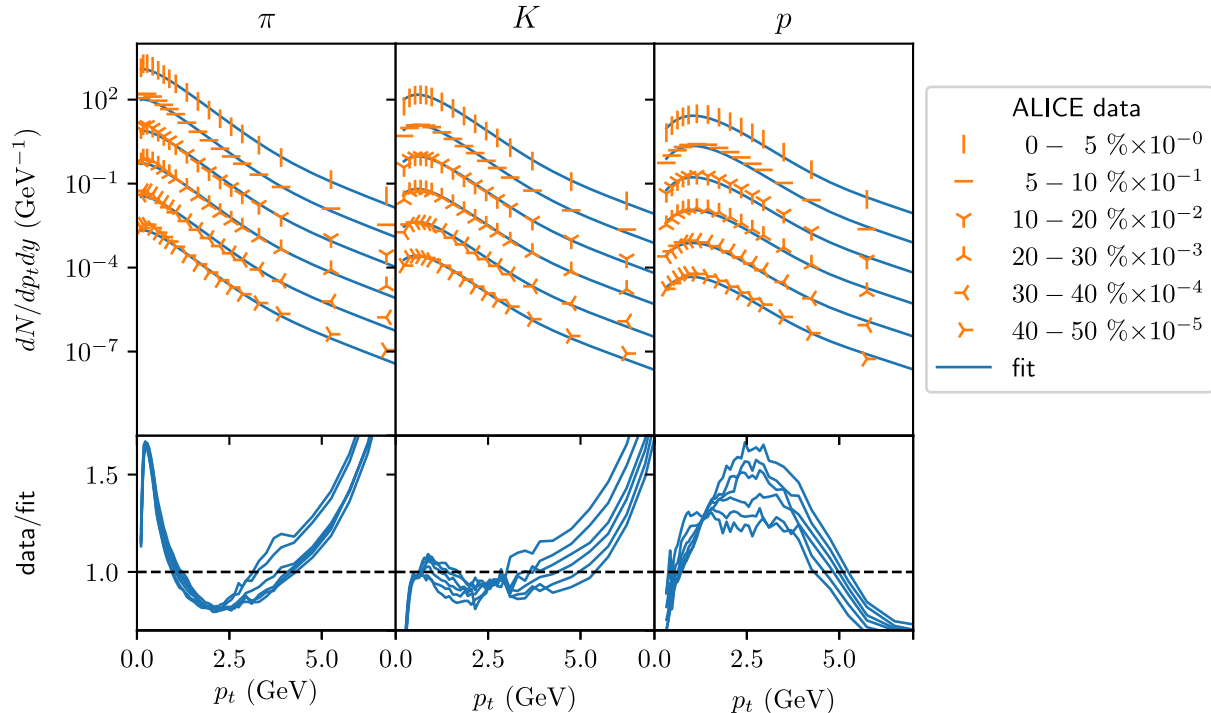 π K p
dN/dp_t dy (GeV⁻¹)
10²
10⁻¹
10⁻⁴
10⁻⁷
ALICE data
0 − 5 %×10⁻⁰
5 − 10 %×10⁻¹
10 − 20 %×10⁻²
20 − 30 %×10⁻³
30 − 40 %×10⁻⁴
40 − 50 %×10⁻⁵
fit
data/fit
1.5
1.0
0.0 2.5 5.0 0.0 2.5 5.0 0.0 2.5 5.0
p_t (GeV) p_t (GeV) p_t (GeV)